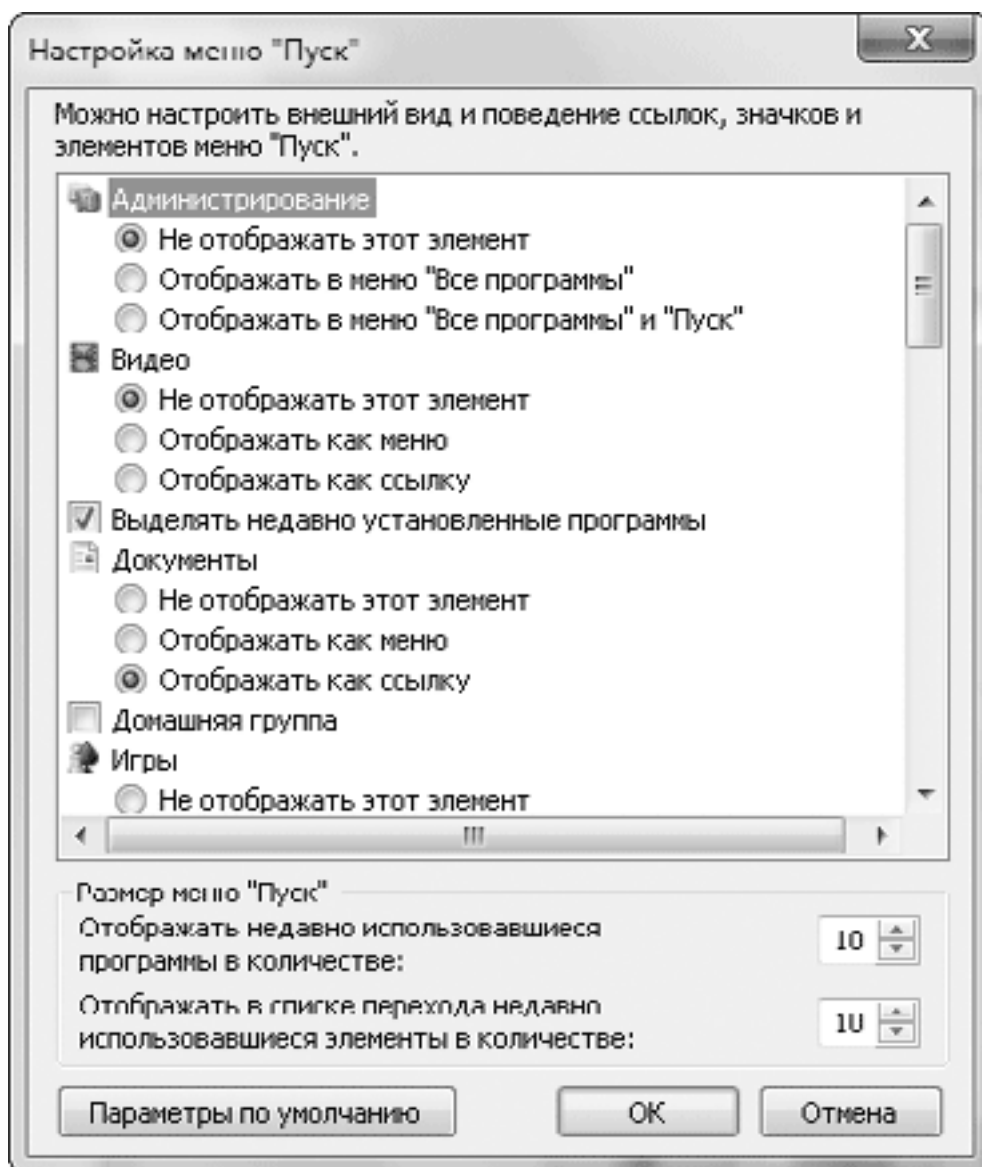 Настройка меню "Пуск"
Можно настроить внешний вид и поведение ссылок, значков и
элементов меню "Пуск".
Администрирование
Не отображать этот элемент
Отображать в меню "Все программы"
Отображать в меню "Все программы" и "Пуск"
Видео
Не отображать этот элемент
Отображать как меню
Отображать как ссылку
Выделять недавно установленные программы
Документы
Не отображать этот элемент
Отображать как меню
Отображать как ссылку
Домашняя группа
Игры
Не отображать этот элемент
Размер меню "Пуск"
Отображать недавно использовавшиеся
программы в количестве:
10
Отображать в списке перехода недавно
использовавшиеся элементы в количестве:
10
Параметры по умолчанию
ОК
Отмена